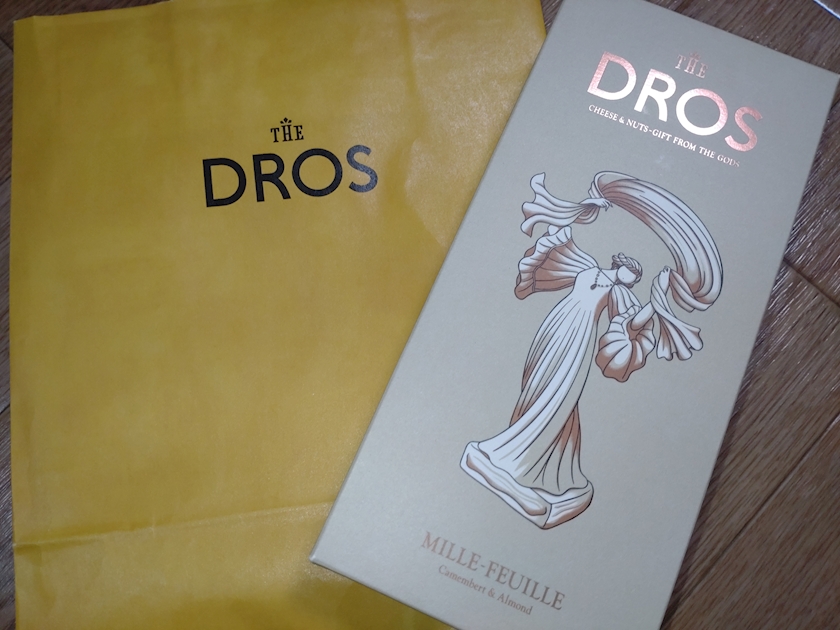 THE
DROS
THE
DROS
CHEESE & NUTS-GIFT FROM THE GODS
MILLE-FEUILLE
Camembert & Almond